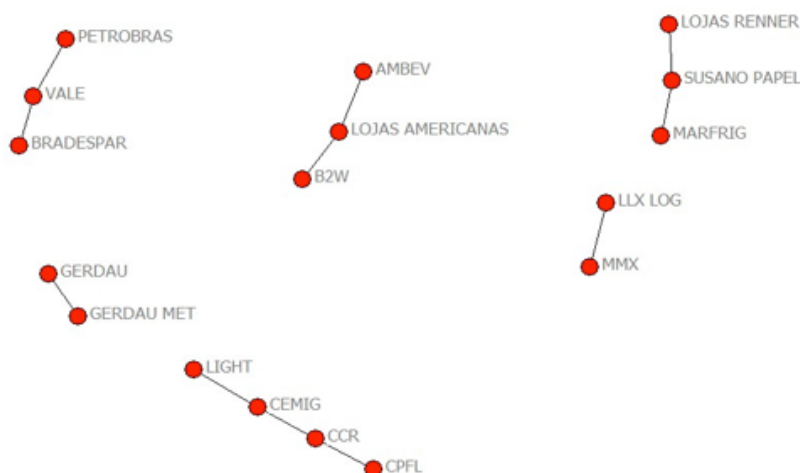 PETROBRAS
VALE
BRADESPAR
AMBEV
LOJAS AMERICANAS
B2W
LOJAS RENNER
SUSANO PAPEL
MARFRIG
LLX LOG
MMX
GERDAU
GERDAU MET
LIGHT
CEMIG
CCR
CPFL